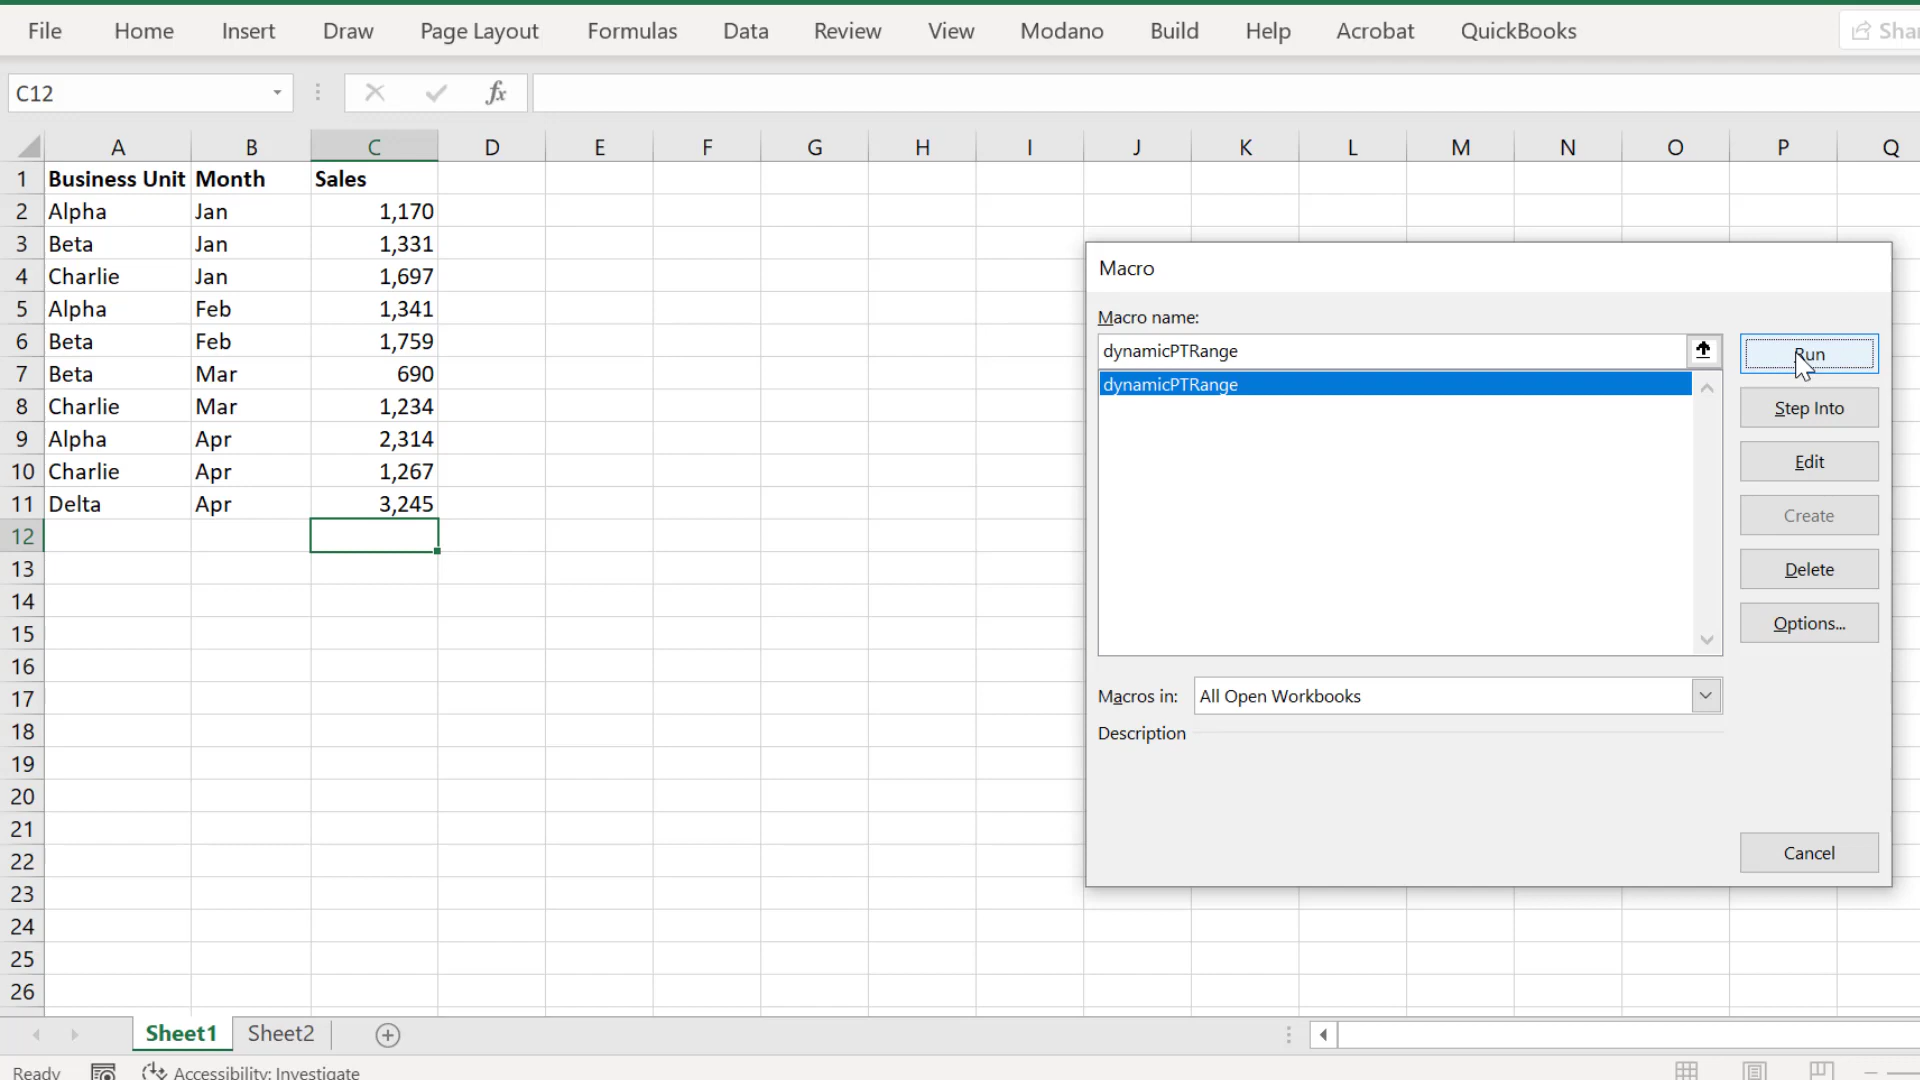 File Home Insert Draw Page Layout Formulas Data Review View Modano Build Help Acrobat QuickBooks
C12 fx
A B C D E F G H I J K L M N O P Q
1 Business Unit Month Sales
2 Alpha Jan 1,170
3 Beta Jan 1,331
4 Charlie Jan 1,697
5 Alpha Feb 1,341
6 Beta Feb 1,759
7 Beta Mar 690
8 Charlie Mar 1,234
9 Alpha Apr 2,314
10 Charlie Apr 1,267
11 Delta Apr 3,245
12
13
14
15
16
17
18
19
20
21
22
23
24
25
26
Macro
Macro name:
dynamicPTRange
dynamicPTRange
Run
Step Into
Edit
Create
Delete
Options...
Macros in: All Open Workbooks
Description
Cancel
Sheet1 Sheet2
Ready Accessibility: Investigate